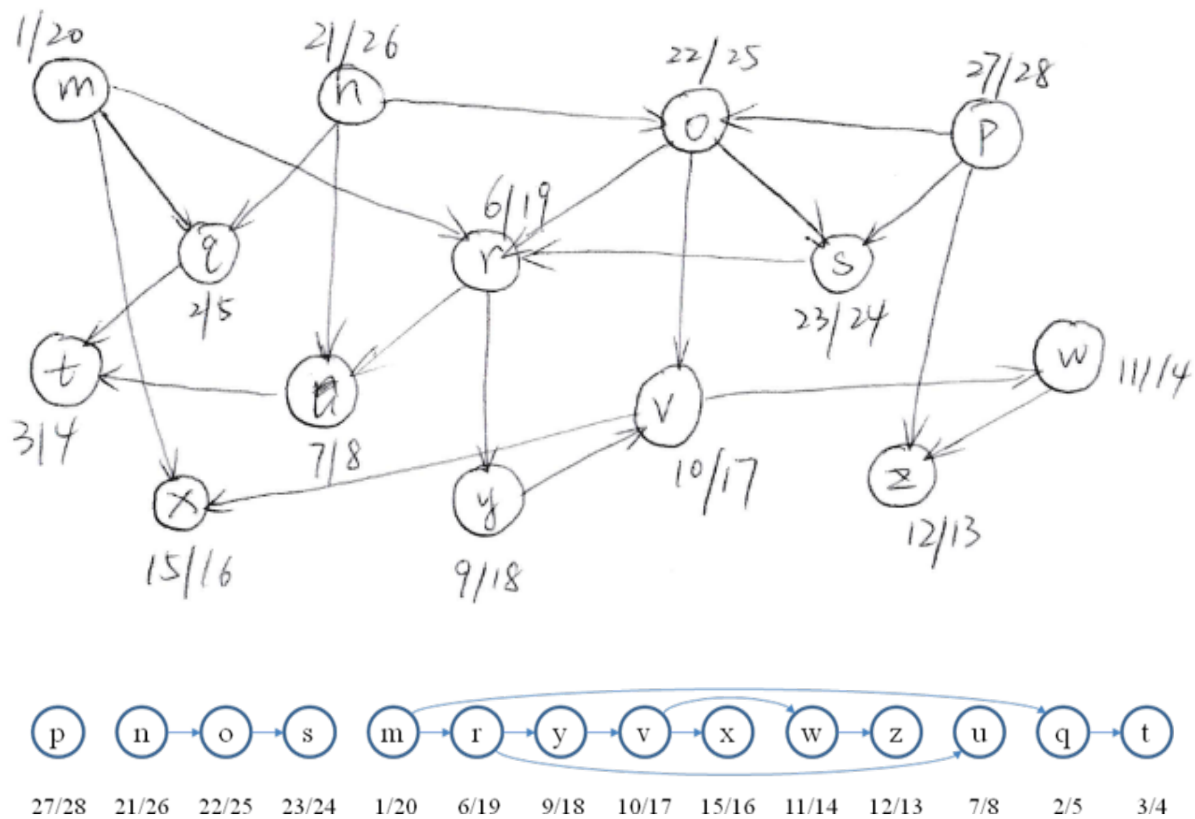 1/20
21/26
22/25
27/28
m
n
o
p
6/19
q
r
s
2/5
23/24
t
v
w
11/14
3/4
7/8
10/17
x
y
z
15/16
9/18
12/13
p n o s m r y v x w z u q t
27/28 21/26 22/25 23/24 1/20 6/19 9/18 10/17 15/16 11/14 12/13 7/8 2/5 3/4